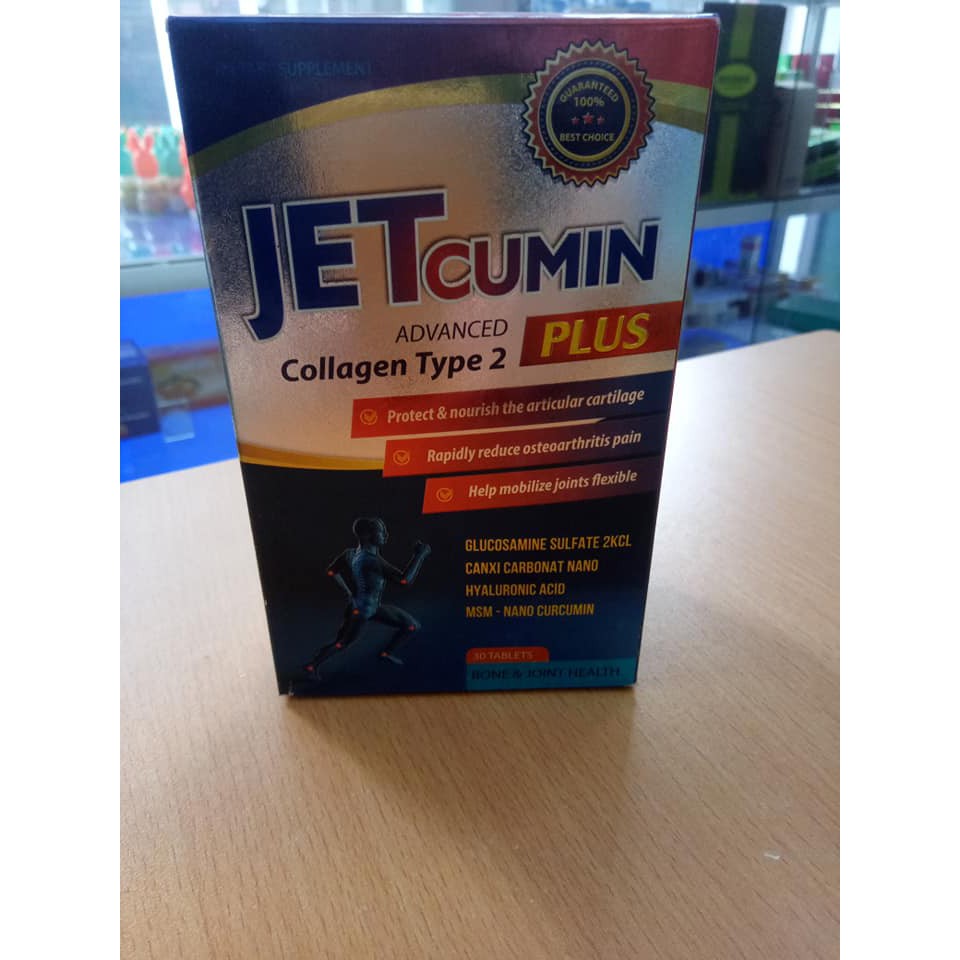 SUPPLEMENT
GUARANTEED
100%
BEST CHOICE
JETCUMIN
PLUS
ADVANCED
Collagen Type 2
Protect & nourish the articular cartilage
Rapidly reduce osteoarthritis pain
Help mobilize joints flexible
GLUCOSAMINE SULFATE 2KCL
CANXI CARBONAT NANO
HYALURONIC ACID
MSM - NANO CURCUMIN
30 TABLETS
BONE & JOINT HEALTH